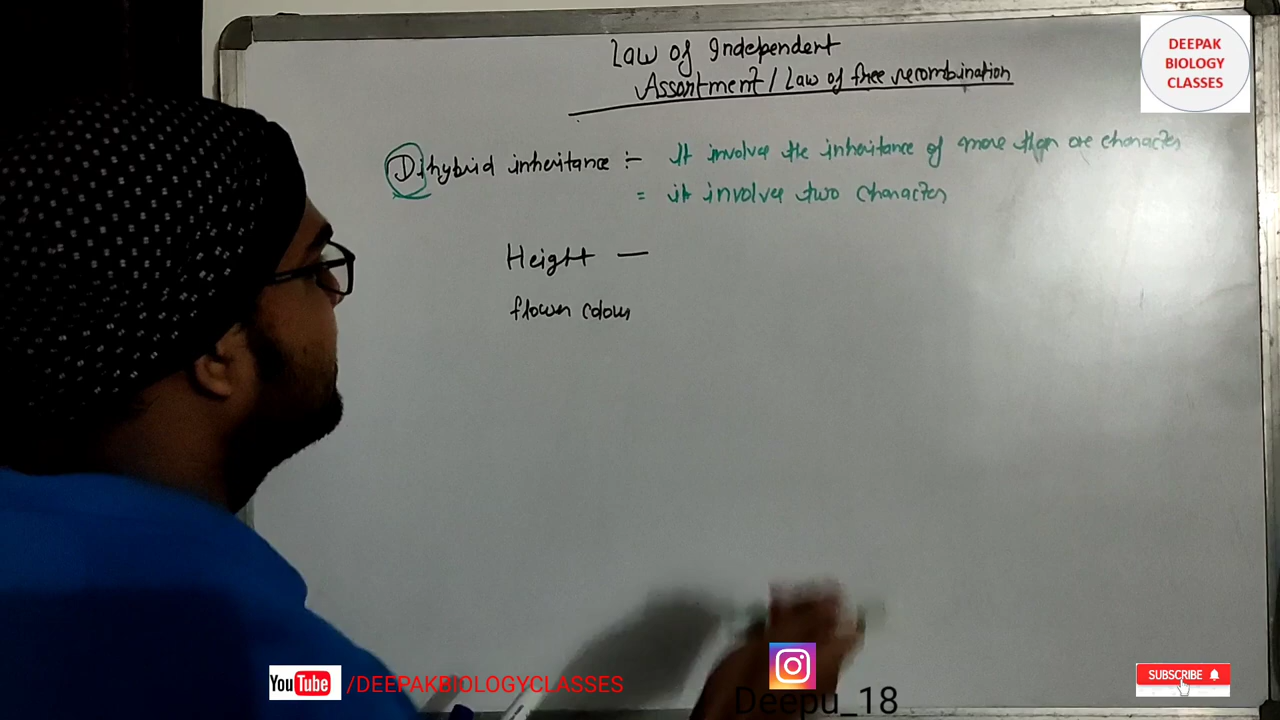 Law of Independent
Assortment / Law of free recombination
DEEPAK
BIOLOGY
CLASSES
Dihybrid inheritance :- It involve the inheritance of more than one character
= it involve two character
Height —
flower colour
YouTube /DEEPAKBIOLOGYCLASSES
Deepu_18
SUBSCRIBE